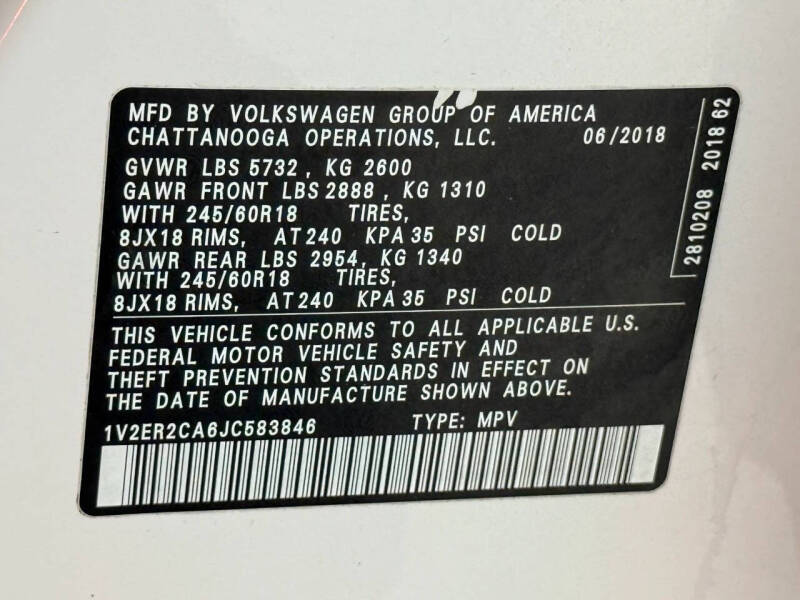 MFD BY VOLKSWAGEN GROUP OF AMERICA
CHATTANOOGA OPERATIONS, LLC. 06/2018
GVWR LBS 5732, KG 2600
GAWR FRONT LBS 2888, KG 1310
WITH 245/60R18 TIRES,
8JX18 RIMS, AT 240 KPA 35 PSI COLD
GAWR REAR LBS 2954, KG 1340
WITH 245/60R18 TIRES,
8JX18 RIMS, AT 240 KPA 35 PSI COLD
THIS VEHICLE CONFORMS TO ALL APPLICABLE U.S.
FEDERAL MOTOR VEHICLE SAFETY AND
THEFT PREVENTION STANDARDS IN EFFECT ON
THE DATE OF MANUFACTURE SHOWN ABOVE.
1V2ER2CA6JC583846 TYPE: MPV
2810208 2018 62